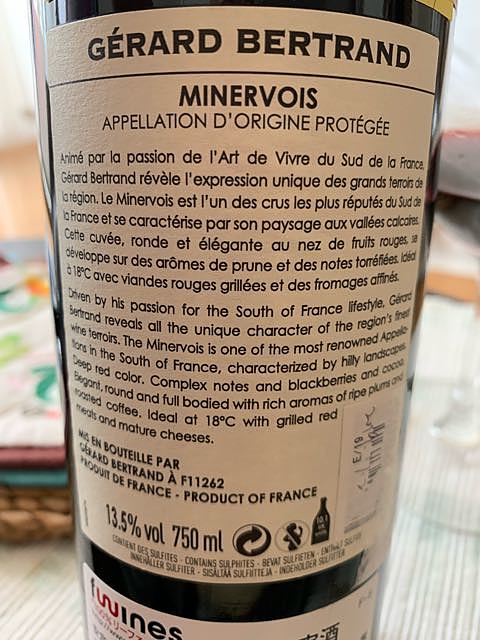 GÉRARD BERTRAND
MINERVOIS
APPELLATION D'ORIGINE PROTÉGÉE
Animé par la passion de l'Art de Vivre du Sud de la France,
Gérard Bertrand révèle l'expression unique des grands terroirs de
la région. Le Minervois est l'un des crus les plus réputés du Sud de
la France et se caractérise par son paysage aux vallées calcaires.
Cette cuvée, ronde et élégante au nez de fruits rouges, se
développe sur des arômes de prune et des notes torréfiées. Idéal
à 18°C avec viandes rouges grillées et des fromages affinés.
Driven by his passion for the South of France lifestyle, Gérard
Bertrand reveals all the unique character of the region's finest
wine terroirs. The Minervois is one of the most renowned Appella-
tions in the South of France, characterized by hilly landscapes.
Deep red color. Complex notes and blackberries and cocoa.
Elegant, round and full bodied with rich aromas of ripe plums and
roasted coffee. Ideal at 18°C with grilled red
meats and mature cheeses.
MIS EN BOUTEILLE PAR
GÉRARD BERTRAND À F11262
PRODUIT DE FRANCE - PRODUCT OF FRANCE
E/19
13.5% vol 750 ml
CONTIENT DES SULFITES - CONTAINS SULPHITES - BEVAT SULFIETEN - ENTHÄLT SULFITE
INNEHÅLLER SULFITER - SISÄLTÄÄ SULFIITTEJA - INDEHOLDER SULFITTER
fwines